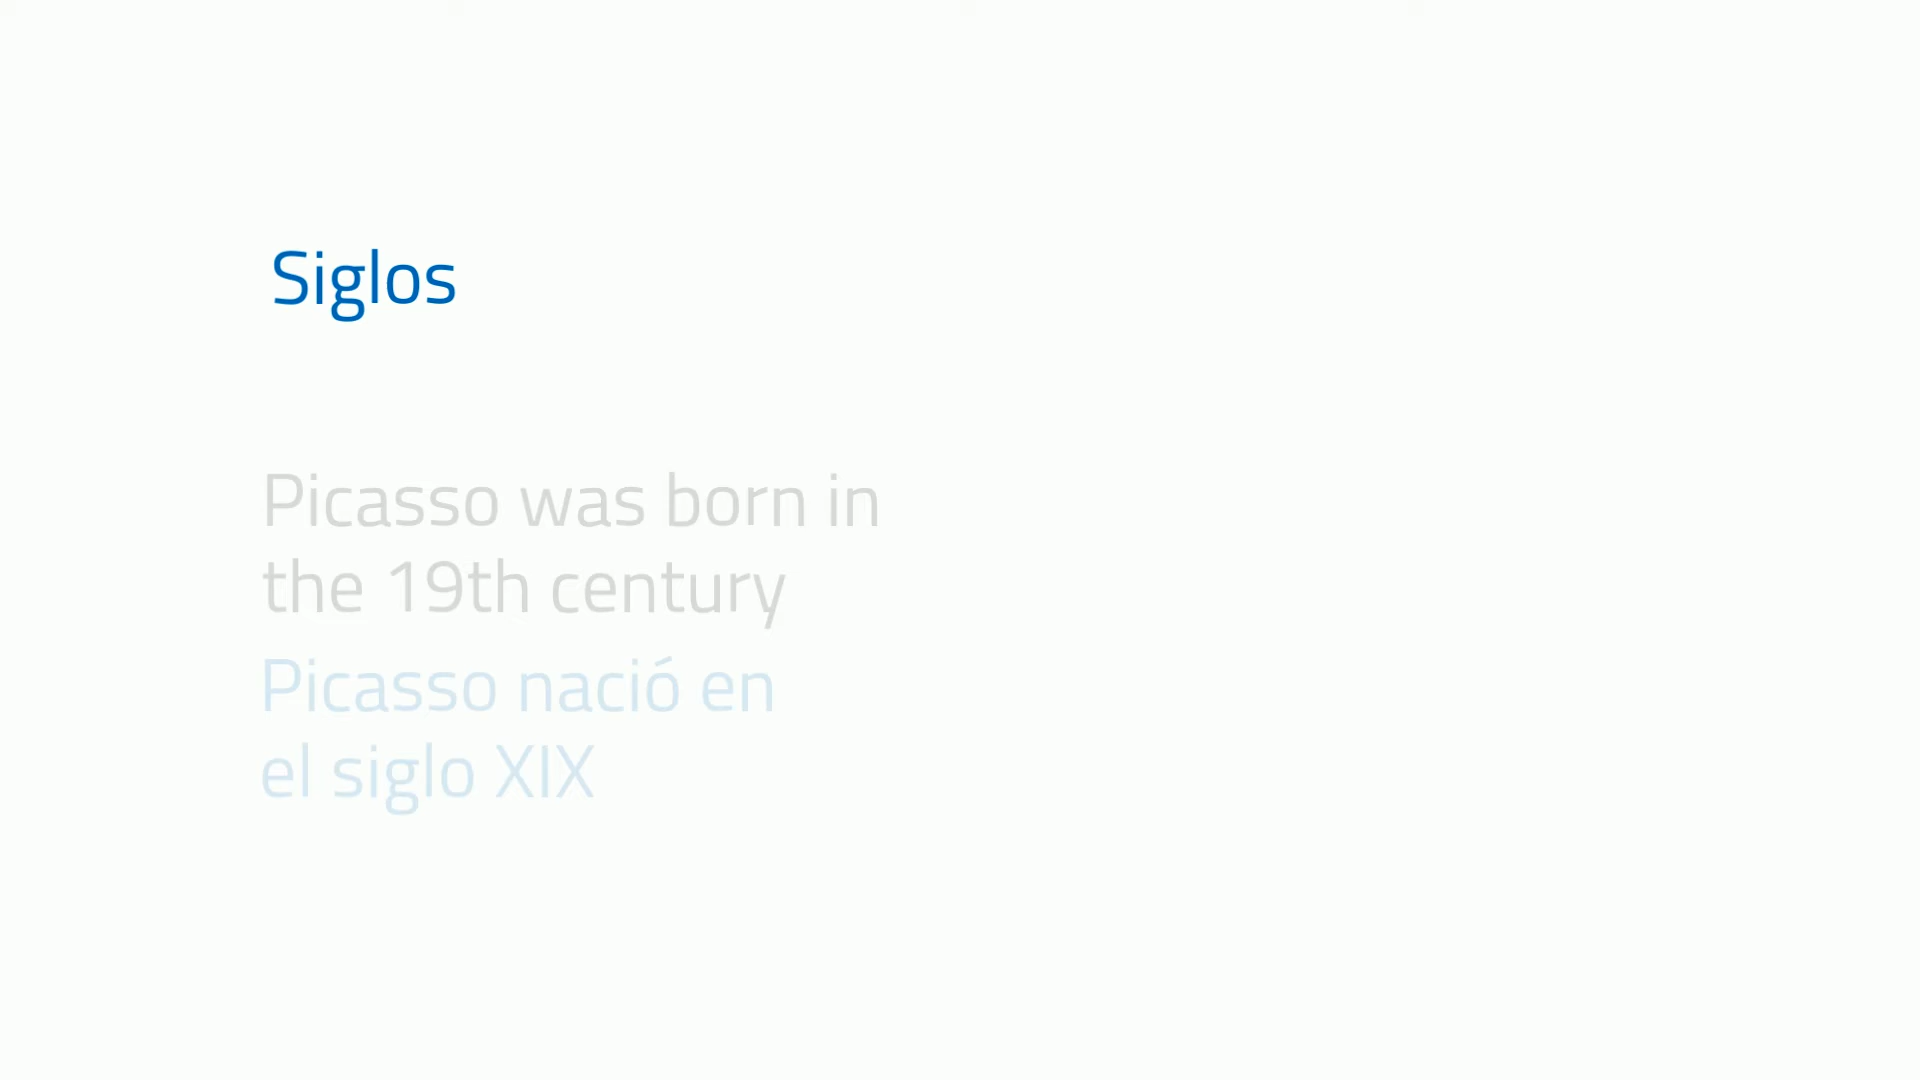 Siglos
Picasso was born in
the 19th century
Picasso nació en
el siglo XIX